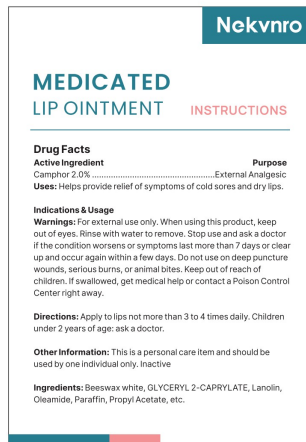 Nekvnro
MEDICATED
LIP OINTMENT INSTRUCTIONS
Drug Facts
Active Ingredient Purpose
Camphor 2.0% ....................................................External Analgesic
Uses: Helps provide relief of symptoms of cold sores and dry lips.
Indications & Usage
Warnings: For external use only. When using this product, keep
out of eyes. Rinse with water to remove. Stop use and ask a doctor
if the condition worsens or symptoms last more than 7 days or clear
up and occur again within a few days. Do not use on deep puncture
wounds, serious burns, or animal bites. Keep out of reach of
children. If swallowed, get medical help or contact a Poison Control
Center right away.
Directions: Apply to lips not more than 3 to 4 times daily. Children
under 2 years of age: ask a doctor.
Other Information: This is a personal care item and should be
used by one individual only. Inactive
Ingredients: Beeswax white, GLYCERYL 2-CAPRYLATE, Lanolin,
Oleamide, Paraffin, Propyl Acetate, etc.